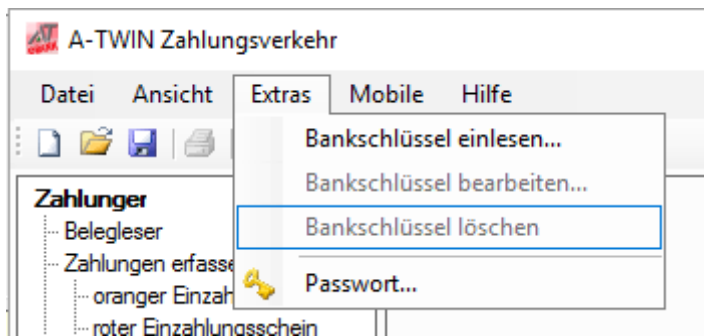 A-TWIN Zahlungsverkehr
Datei Ansicht Extras Mobile Hilfe
Bankschlüssel einlesen...
Bankschlüssel bearbeiten...
Bankschlüssel löschen
Passwort...
Zahlunger
Belegleser
Zahlungen erfasse
oranger Einzah
roter Einzahlungsschein